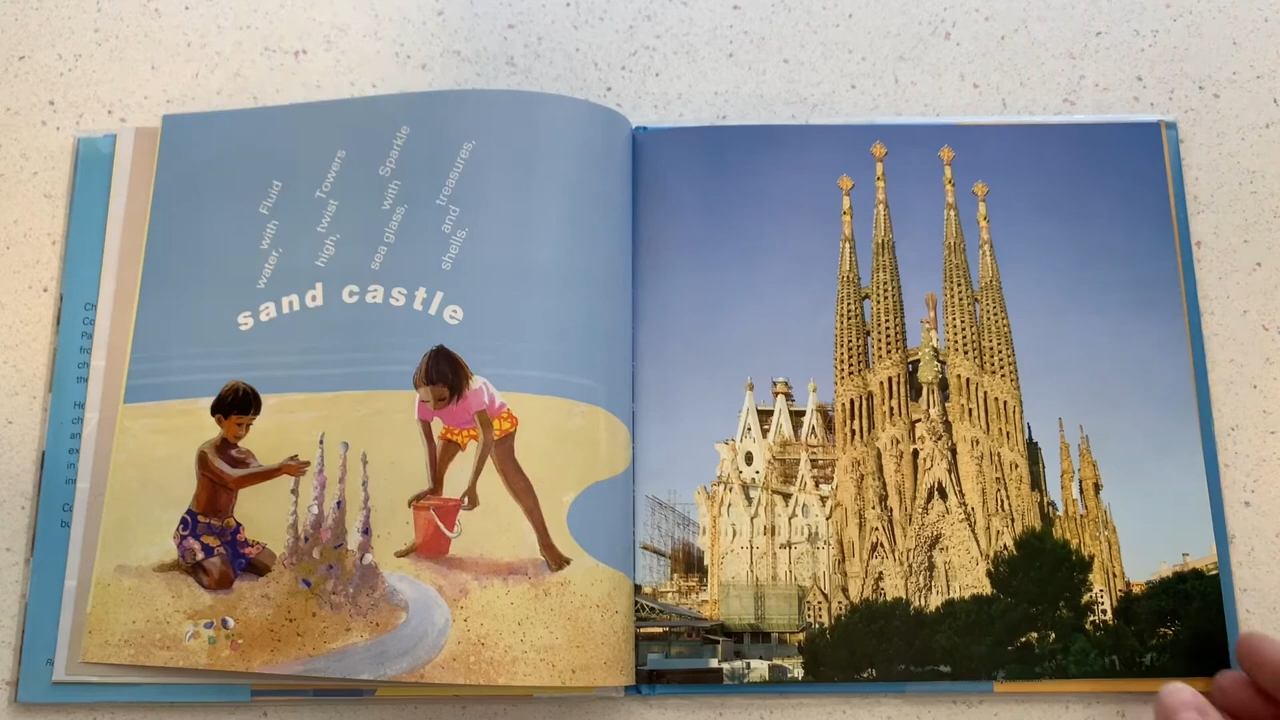 Fluid
with
water,
Towers
twist
high,
Sparkle
with
sea glass,
treasures,
and
shells.
sand castle